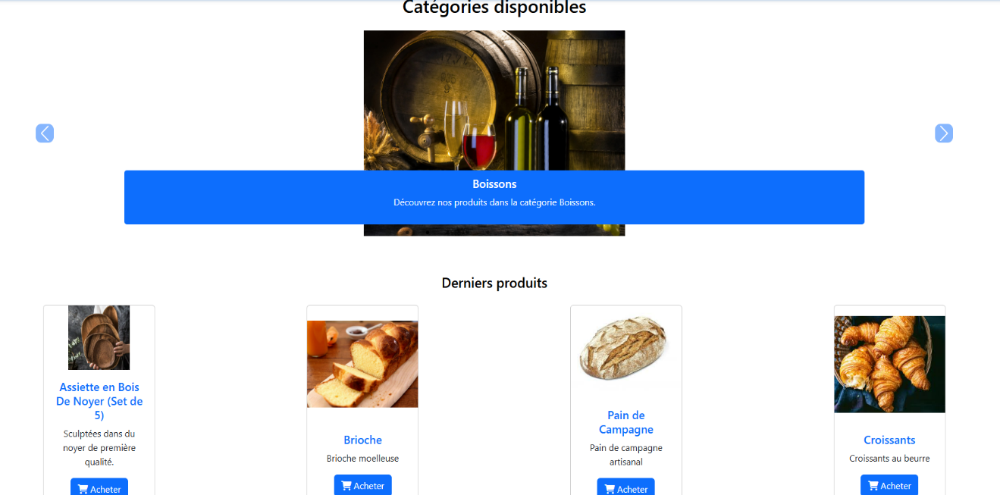 Catégories disponibles
Boissons
Découvrez nos produits dans la catégorie Boissons.
Derniers produits
Assiette en Bois
De Noyer (Set de
5)
Sculptées dans du
noyer de première
qualité.
Acheter
Brioche
Brioche moelleuse
Acheter
Pain de
Campagne
Pain de campagne
artisanal
Acheter
Croissants
Croissants au beurre
Acheter